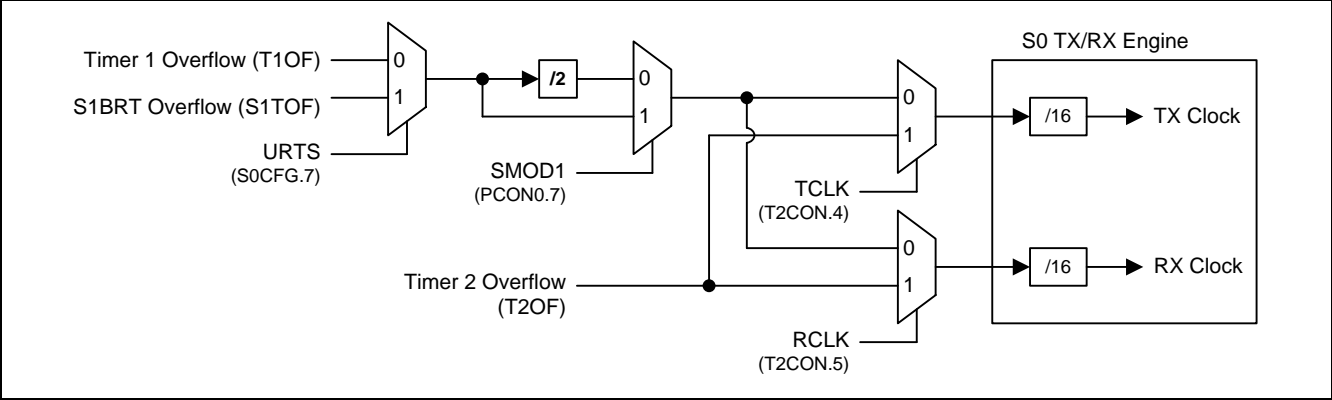 S0 TX/RX Engine
Timer 1 Overflow (T1OF)
0
S1BRT Overflow (S1TOF)
1
URTS
(S0CFG.7)
/2
0
1
SMOD1
(PCON0.7)
0
1
TCLK
(T2CON.4)
/16
TX Clock
Timer 2 Overflow
(T2OF)
0
1
RCLK
(T2CON.5)
/16
RX Clock